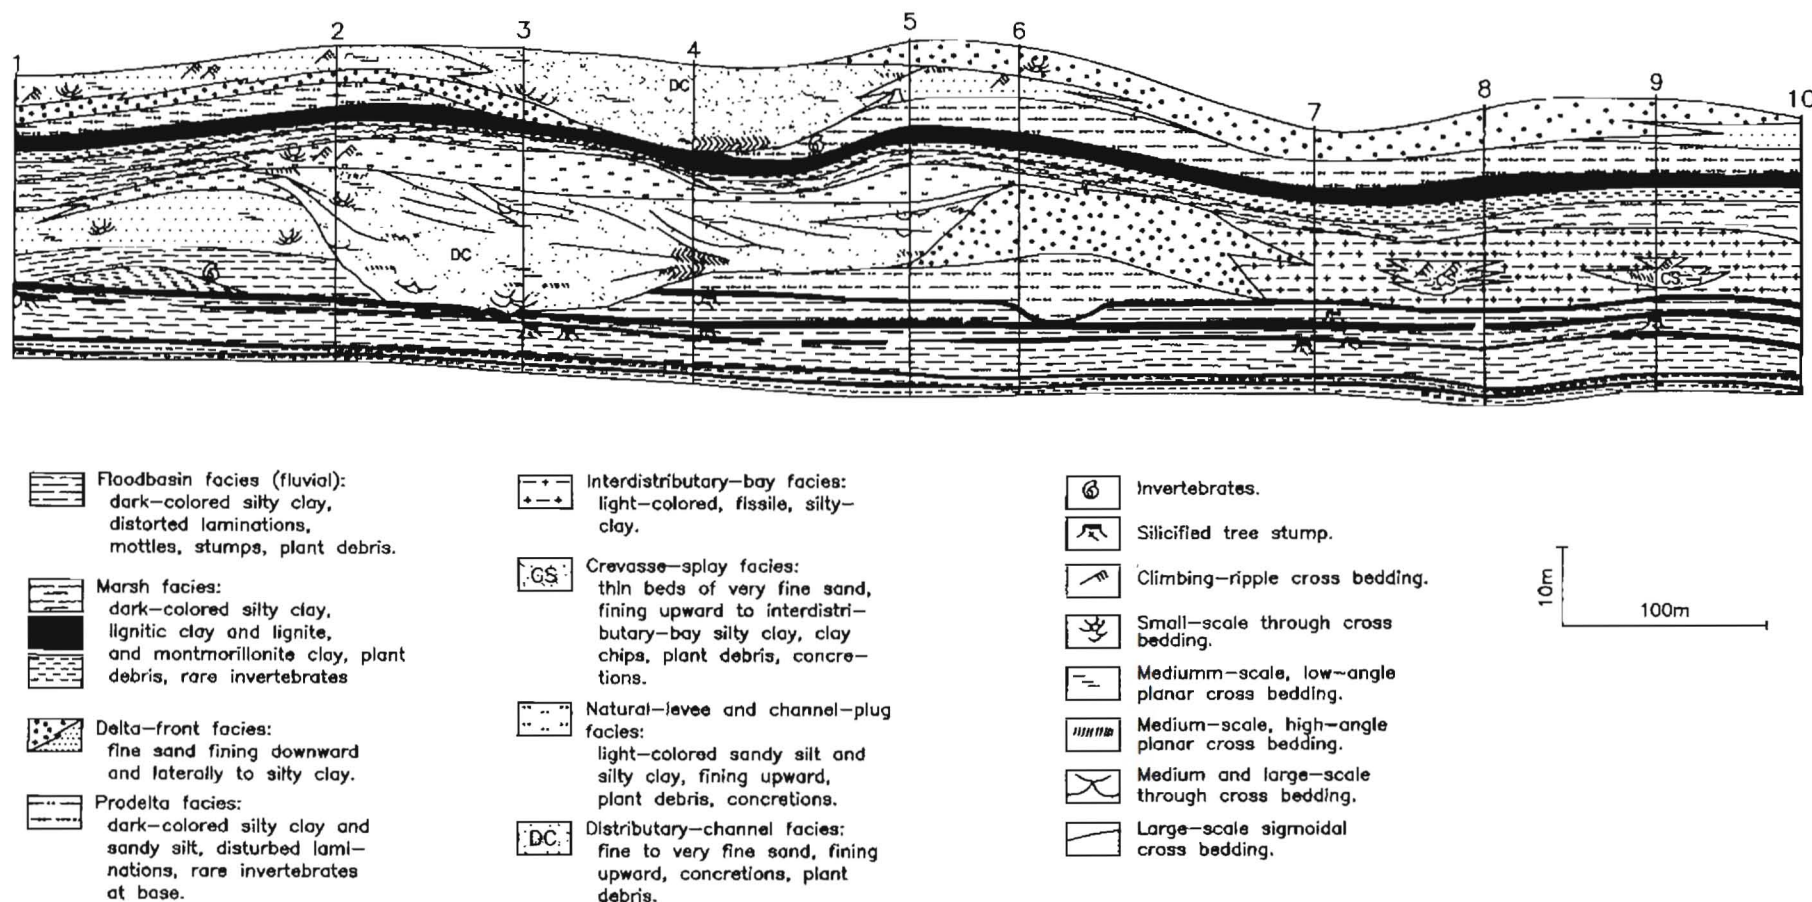 1
2
3
4
5
6
7
8
9
10
DC
DC
CS
CS
Floodbasin facies (fluvial):
dark-colored silty clay,
distorted laminations,
mottles, stumps, plant debris.
Marsh facies:
dark-colored silty clay,
lignitic clay and lignite,
and montmorillonite clay, plant
debris, rare invertebrates
Delta-front facies:
fine sand fining downward
and laterally to silty clay.
Prodelta facies:
dark-colored silty clay and
sandy silt, disturbed lami-
nations, rare invertebrates
at base.
Interdistributary-bay facies:
light-colored, fissile, silty-
clay.
CS
Crevasse-splay facies:
thin beds of very fine sand,
fining upward to interdistri-
butary-bay silty clay, clay
chips, plant debris, concre-
tions.
Natural-levee and channel-plug
facies:
light-colored sandy silt and
silty clay, fining upward,
plant debris, concretions.
DC
Distributary-channel facies:
fine to very fine sand, fining
upward, concretions, plant
debris.
Invertebrates.
Silicified tree stump.
Climbing-ripple cross bedding.
Small-scale through cross
bedding.
Mediumm-scale, low-angle
planar cross bedding.
Medium-scale, high-angle
planar cross bedding.
Medium and large-scale
through cross bedding.
Large-scale sigmoidal
cross bedding.
10m
100m